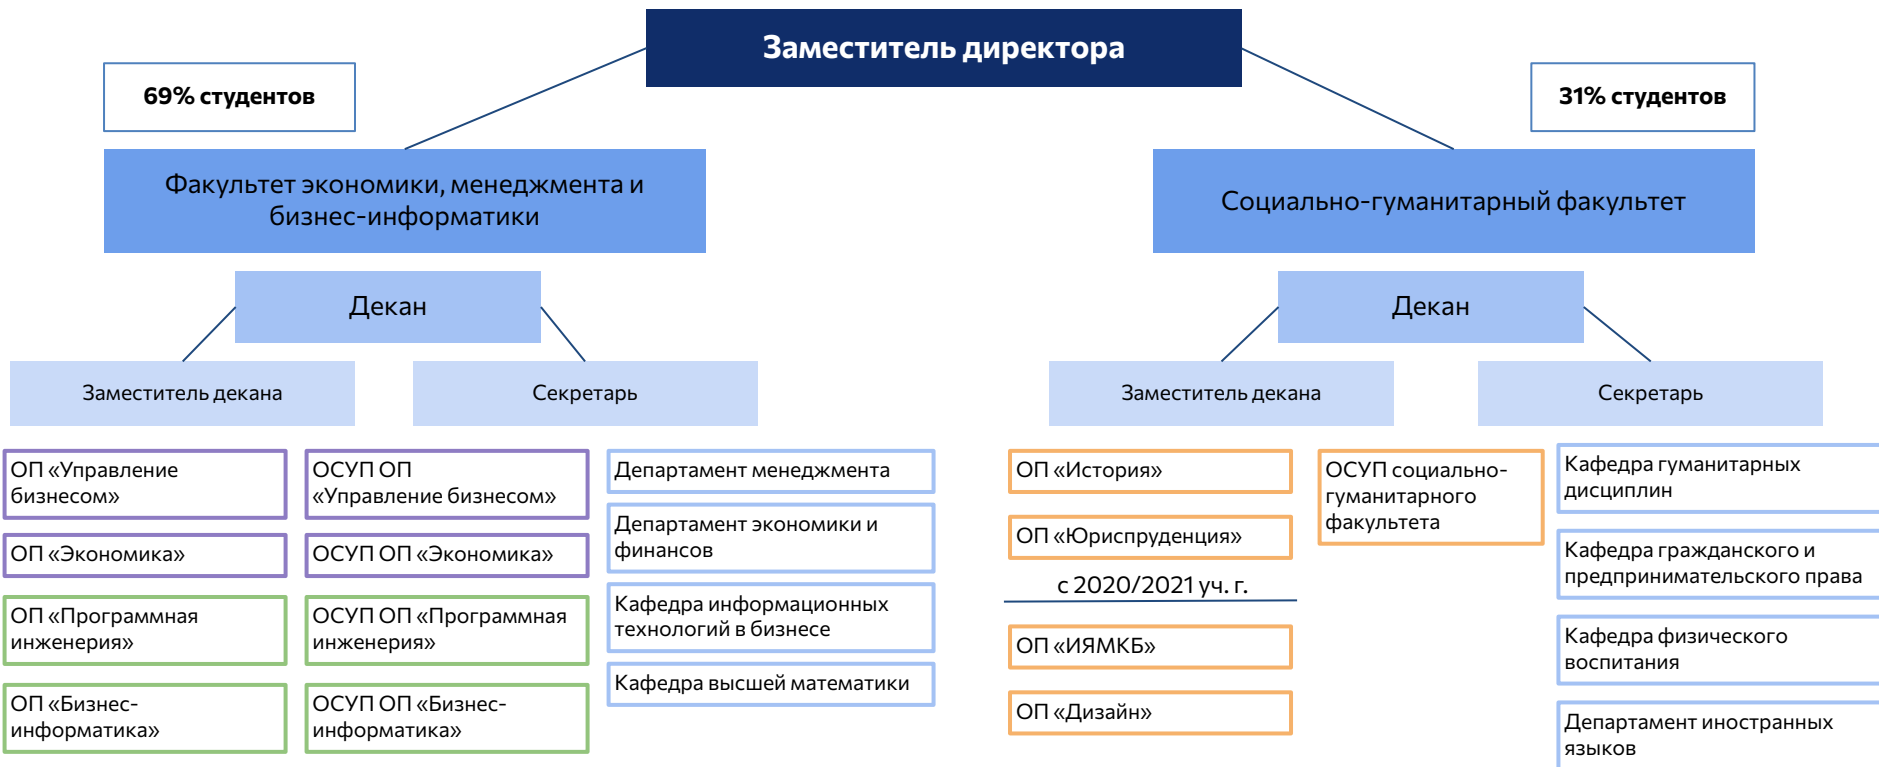 Заместитель директора
69% студентов
31% студентов
Факультет экономики, менеджмента и
бизнес-информатики
Социально-гуманитарный факультет
Декан
Декан
Заместитель декана
Секретарь
Заместитель декана
Секретарь
ОП «Управление
бизнесом»
ОП «Экономика»
ОП «Программная
инженерия»
ОП «Бизнес-
информатика»
ОСУП ОП
«Управление бизнесом»
ОСУП ОП «Экономика»
ОСУП ОП «Программная
инженерия»
ОСУП ОП «Бизнес-
информатика»
Департамент менеджмента
Департамент экономики и
финансов
Кафедра информационных
технологий в бизнесе
Кафедра высшей математики
ОП «История»
ОП «Юриспруденция»
с 2020/2021 уч. г.
ОП «ИЯМКБ»
ОП «Дизайн»
ОСУП социально-
гуманитарного
факультета
Кафедра гуманитарных
дисциплин
Кафедра гражданского и
предпринимательского права
Кафедра физического
воспитания
Департамент иностранных
языков